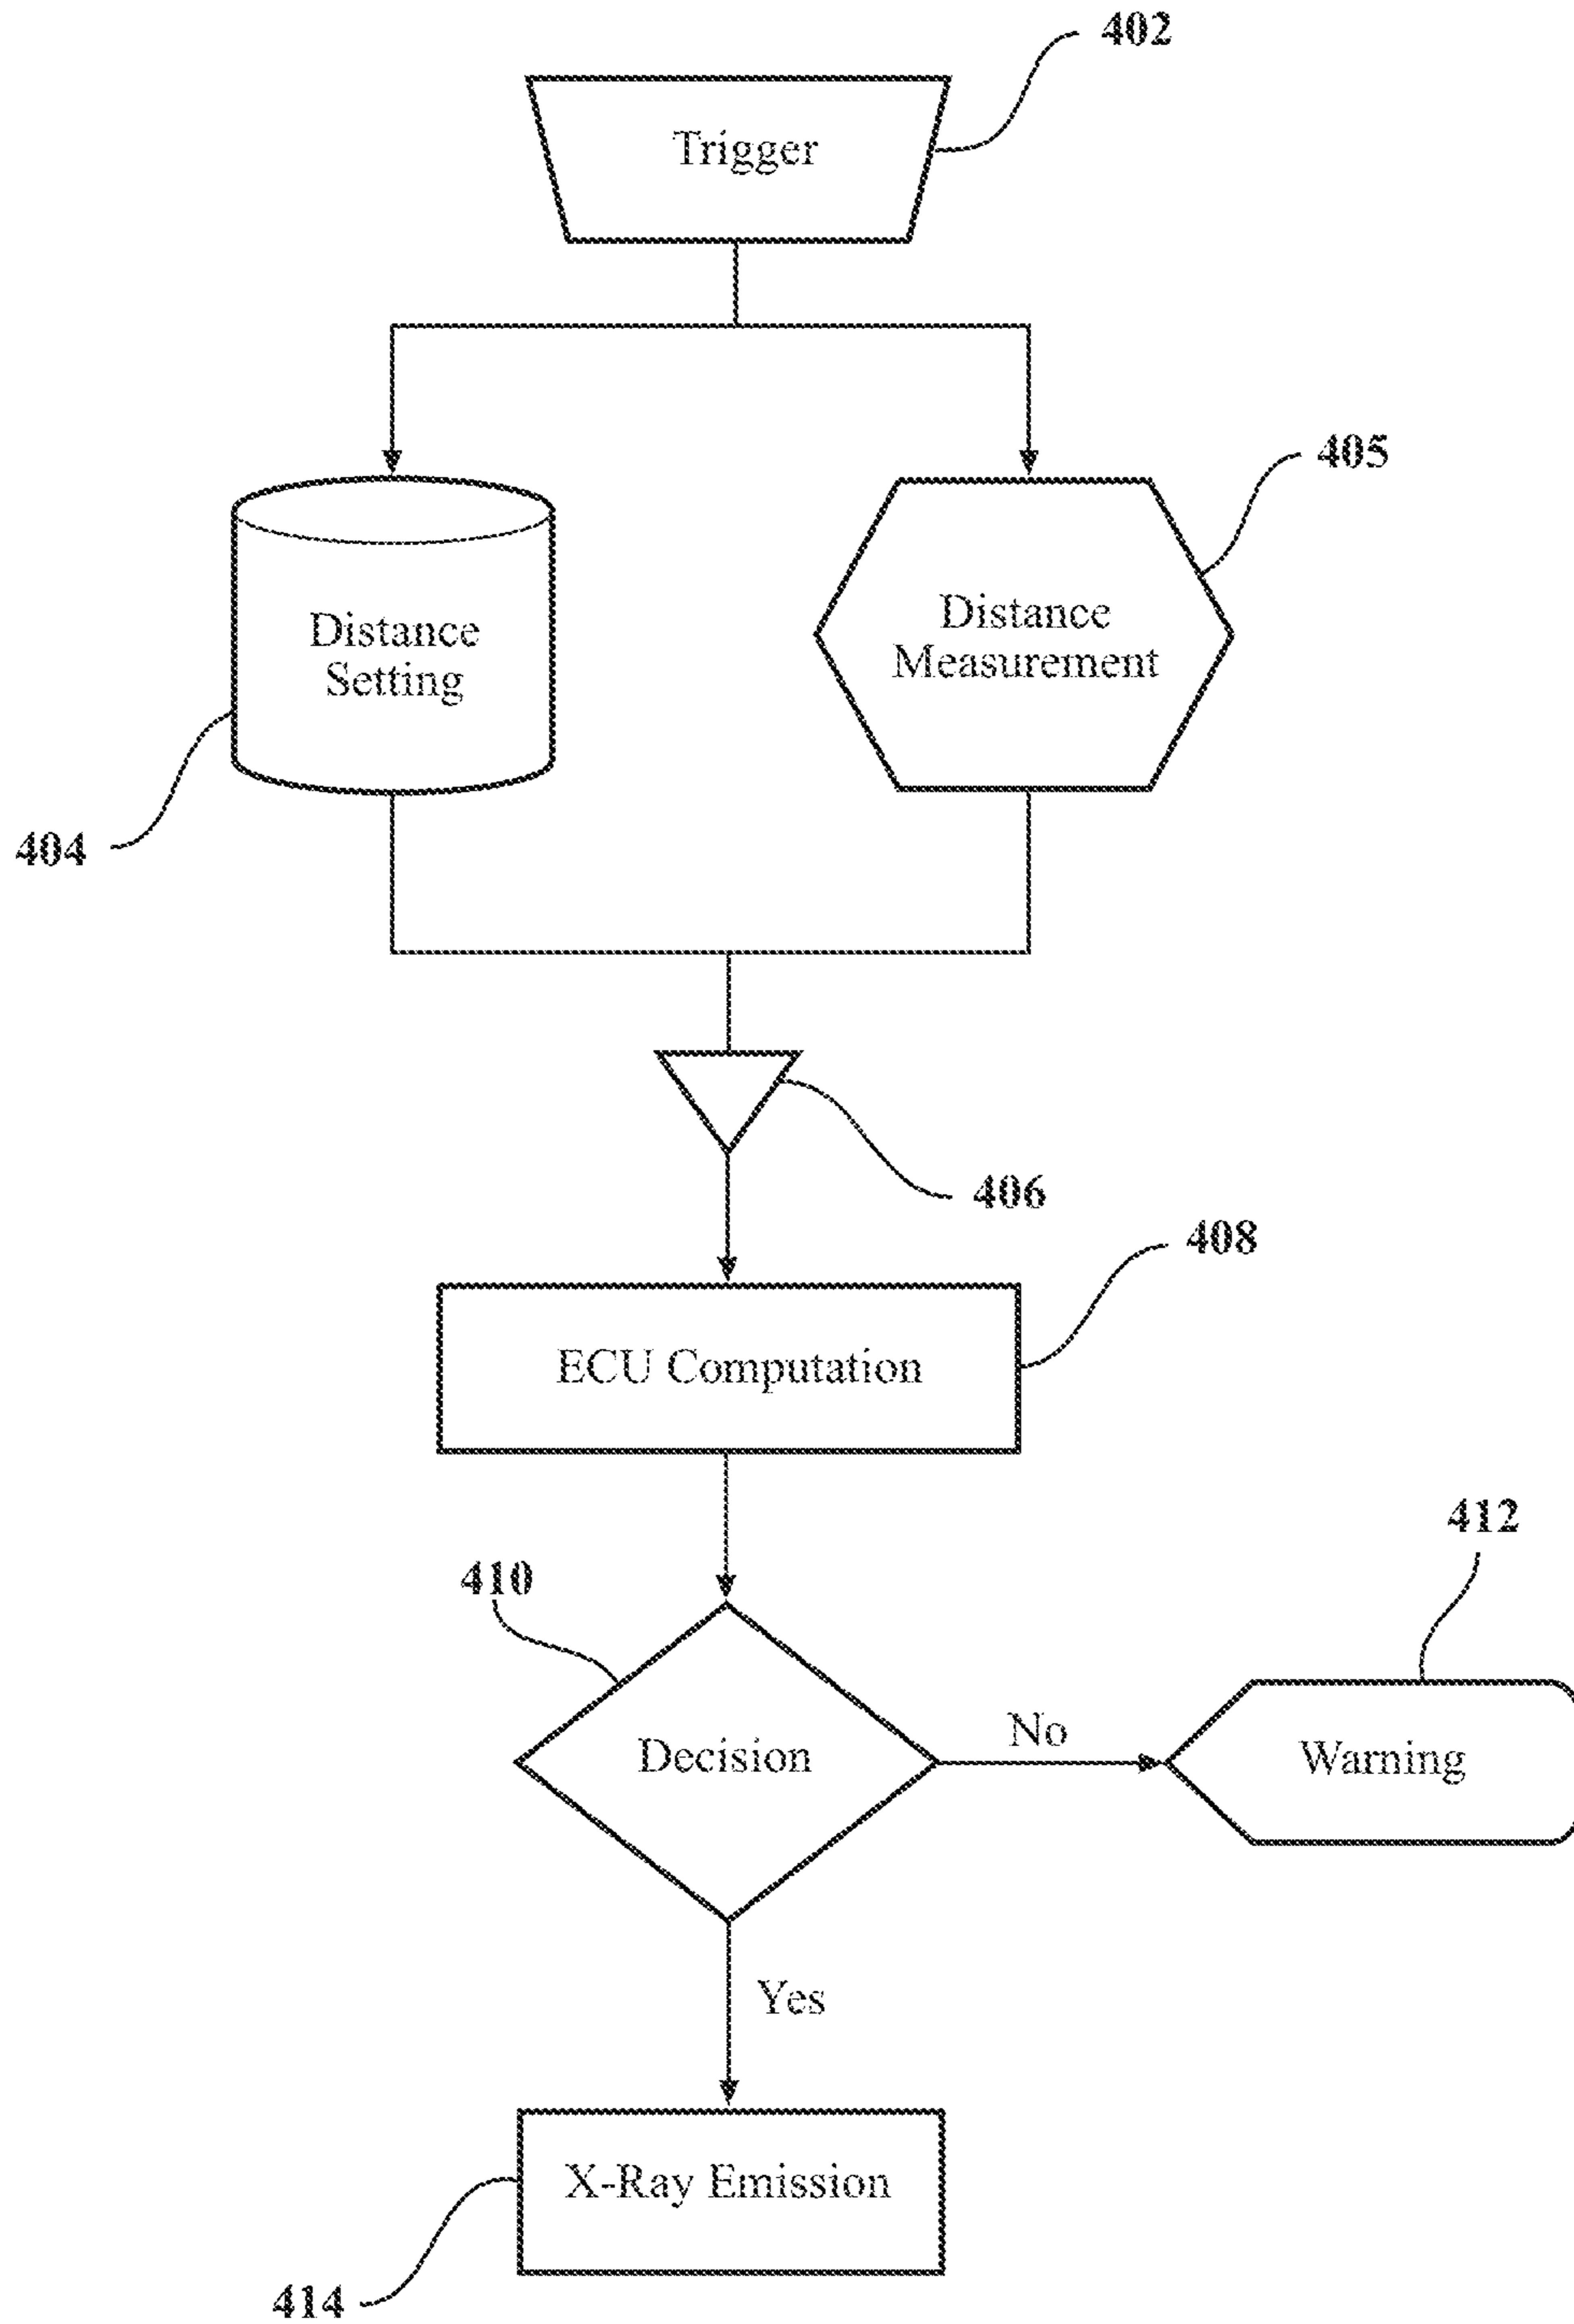 402
Trigger
405
Distance
Measurement
Distance
Setting
404
406
408
ECU Computation
412
410
Decision
No
Warning
Yes
X-Ray Emission
414